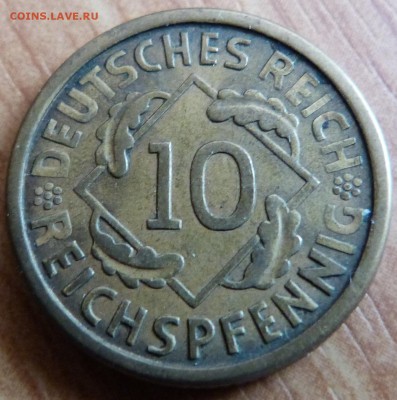 COINS.LAVE.RU
DEUTSCHES REICH
10
REICHSPFENNIG